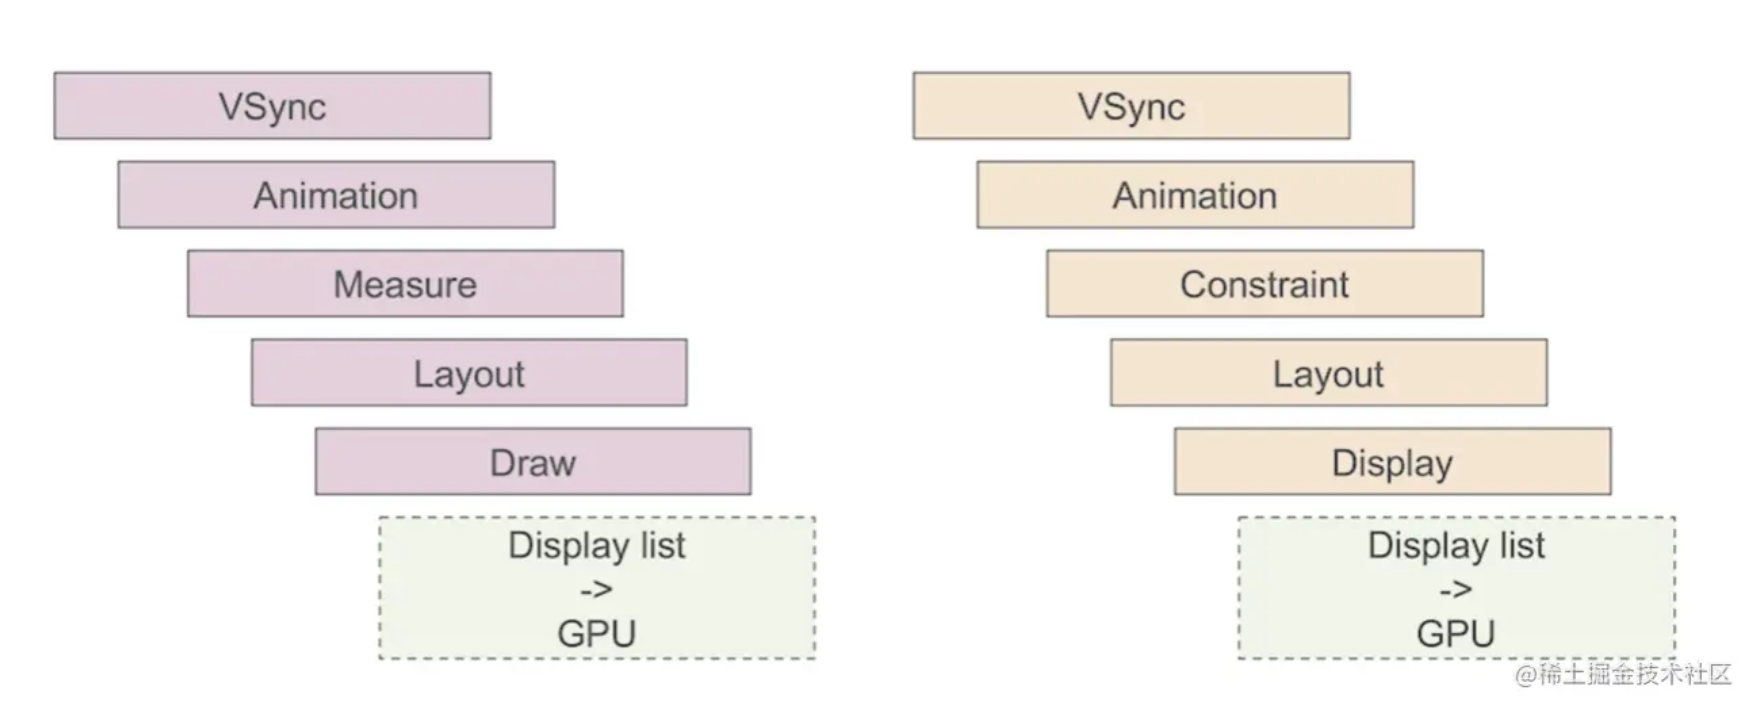 VSync
Animation
Measure
Layout
Draw
Display list
->
GPU
VSync
Animation
Constraint
Layout
Display
Display list
->
GPU
@稀土掘金技术社区